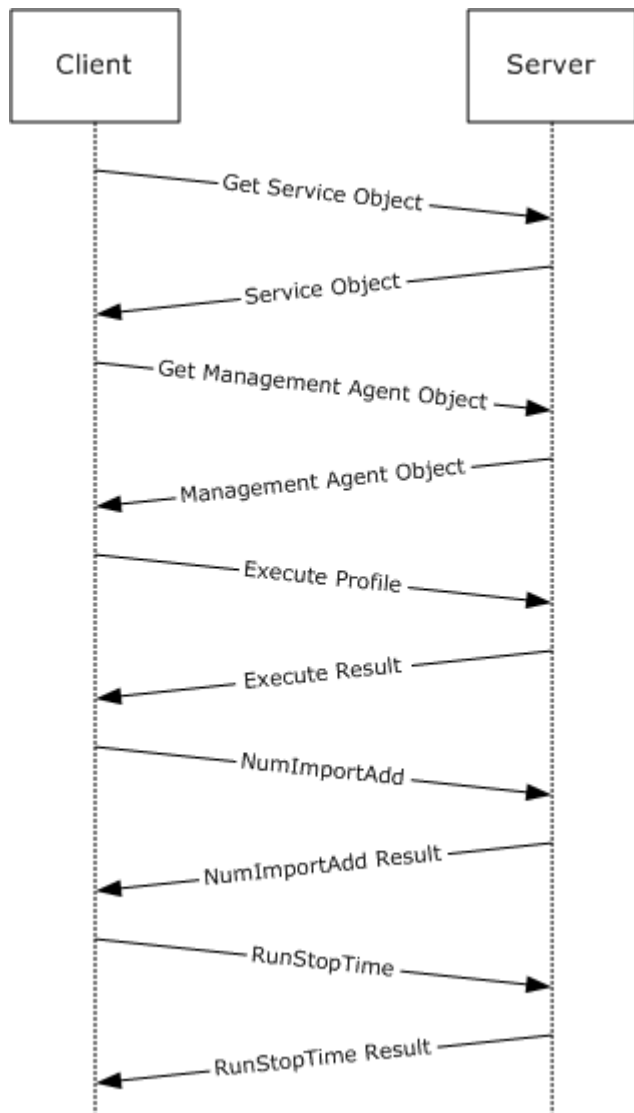 Client
Server
Get Service Object
Service Object
Get Management Agent Object
Management Agent Object
Execute Profile
Execute Result
NumImportAdd
NumImportAdd Result
RunStopTime
RunStopTime Result